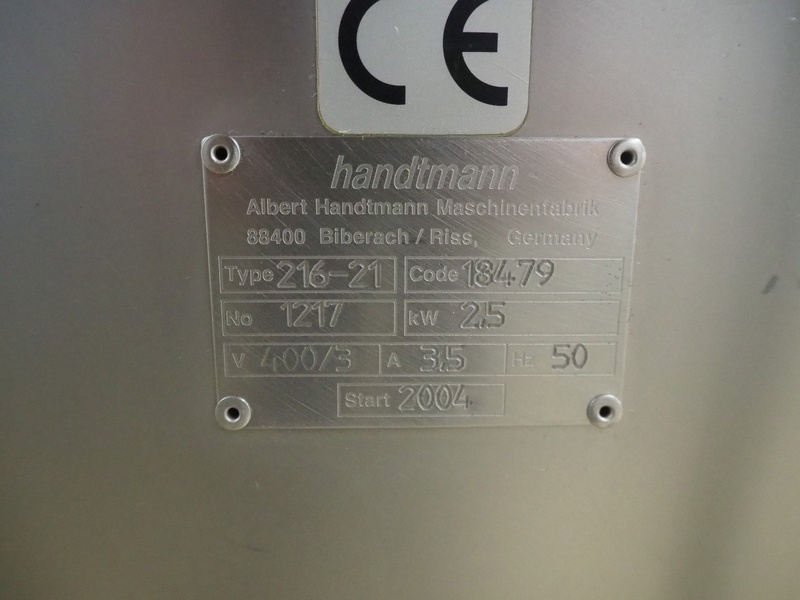 CE
handtmann
Albert Handtmann Maschinenfabrik
88400 Biberach / Riss, Germany
Type 216-21 Code 18479
No 1217 kW 2,5
V 400/3 A 3,5 Hz 50
Start 2004